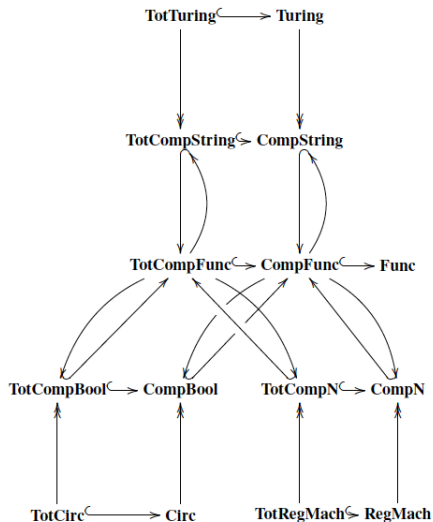 TotTuring Turing
TotCompString CompString
TotCompFunc CompFunc Func
TotCompBool CompBool TotCompN CompN
TotCirc Circ TotRegMach RegMach